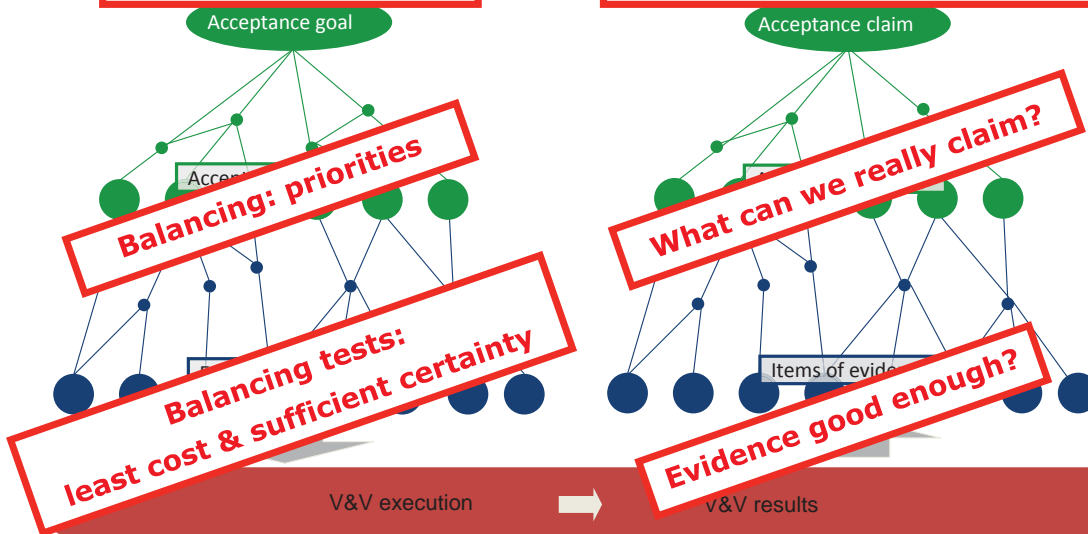 Acceptance goal
Acceptance claim
Balancing: priorities
What can we really claim?
Balancing tests:
least cost & sufficient certainty
Items of
Evidence good enough?
V&V execution
V&V results